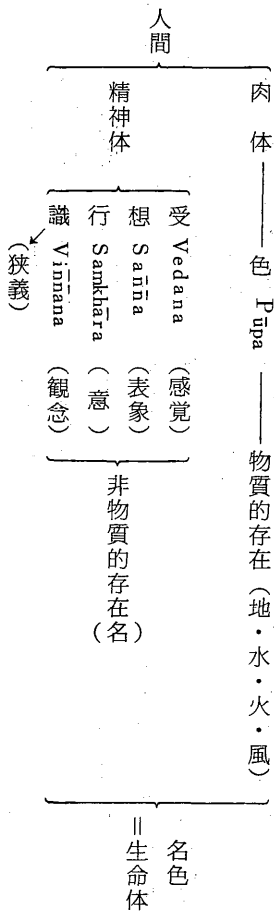 人間
肉体 色 Pūpa 物質的存在（地・水・火・風）
精神体
受 Vedana （感覚）
想 Sañña （表象）
行 Samkhāra （意）
識 Viññāna （観念）
（狭義）
非物質的存在（名）
名色
＝生命体